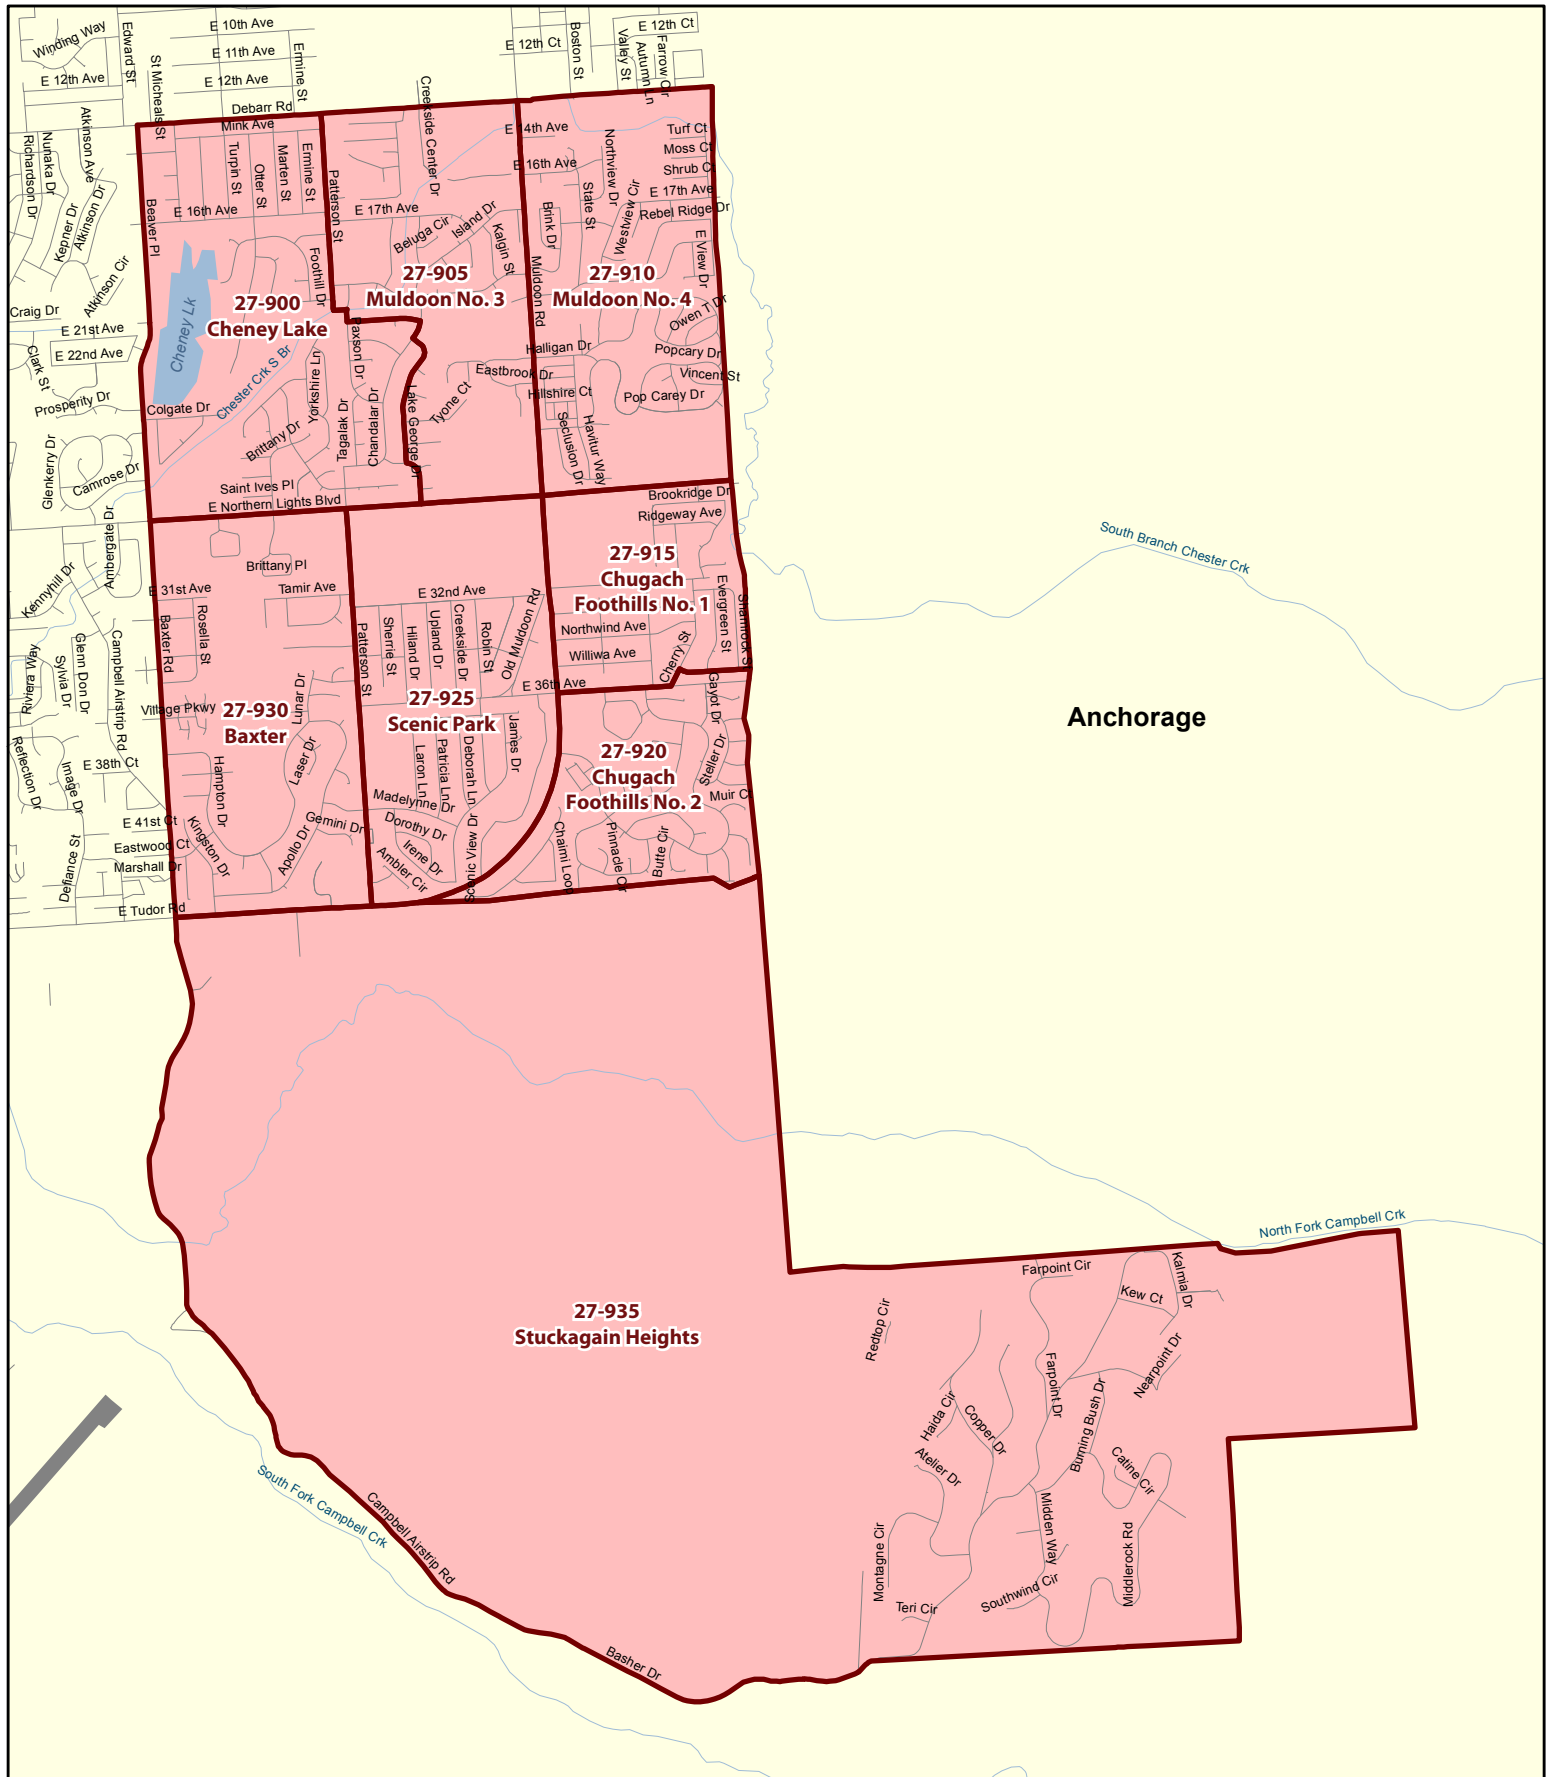 E 10th Ave
E 12th Ct
Winding Way
Edward St
Boston St
E 12th Ct
Valley St
Autumn Ln
Farrow Cir
E 11th Ave
Ermine St
St Micheals St
E 12th Ave
E 12th Ave
Creekside Center Dr
Debarr Rd
Mink Ave
Atkinson Ave
Richardson Dr
Nunaka Dr
Turpin St
Otter St
Marten St
Ermine St
Patterson St
E 14th Ave
Turf Ct
Moss Ct
E 16th Ave
Northview Dr
Shrub C
E 17th Ave
State St
Rebel Ridge Dr
Kepner Dr
Atkinson Dr
Beaver Pl
E 16th Ave
E 17th Ave
Beluga Cir
Island Dr
Kalgin St
Brink Dr
Westview Cir
E View Dr
Atkinson Cir
Foothill Dr
27-905
Muldoon No. 3
Muldoon Rd
27-910
Muldoon No. 4
27-900
Cheney Lake
Craig Dr
Cheney Lk
Owen T Dr
E 21st Ave
E 22nd Ave
Clark St
Paxson Dr
Yorkshire Ln
Halligan Dr
Popcary Dr
Eastbrook Dr
Vincent St
Hillshire Ct
Pop Carey Dr
Prosperity Dr
Colgate Dr
Chester Crk S Br
Tagalak Dr
Chandalar Dr
Lake George Dr
Tyone Ct
Seclusion Dr
Havitur Way
Brittany Dr
Glenkerry Dr
Camrose Dr
Saint Ives Pl
E Northern Lights Blvd
Brookridge Dr
Ridgeway Ave
Ambergate Dr
South Branch Chester Crk
27-915
Chugach
Foothills No. 1
Brittany Pl
Kennyhill Dr
E 31st Ave
Tamir Ave
E 32nd Ave
Evergreen St
Shamrock S
Baxter Rd
Rosella St
Patterson St
Sherrie St
Hiland Dr
Upland Dr
Creekside Dr
Robin St
Old Muldoon Rd
Northwind Ave
Williwa Ave
Cherry St
Riviera Way
Sylvia Dr
Glenn Don Dr
Campbell Airstrip Rd
E 36th Ave
Gayot Dr
27-925
Scenic Park
Village Pkwy
27-930
Baxter
Lunar Dr
Anchorage
Laser Dr
James Dr
27-920
Chugach
Foothills No. 2
Steller Dr
Reflection Dr
Image Dr
E 38th Ct
Hampton Dr
Laron Ln
Patricia Ln
Deborah Ln
Muir C
Madelynne Dr
E 41st Ct
Kingston Dr
Gemini Dr
Dorothy Dr
Apollo Dr
Irene Dr
Ambler Cir
Scenic View Dr
Chaimi Loop
Pinnacle Cir
Butte Cir
Eastwood Ct
Marshall Dr
Defiance St
E Tudor Rd
North Fork Campbell Crk
Farpoint Cir
Kalmia Dr
Kew Ct
27-935
Stuckagain Heights
Redtop Cir
Farpoint Dr
Nearpoint Dr
Haida Cir
Copper Dr
Burning Bush Dr
Atelier Dr
Catine Cir
South Fork Campbell Crk
Campbell Airstrip Rd
Montagne Cir
Midden Way
Middlerock Rd
Southwind Cir
Teri Cir
Basher Dr